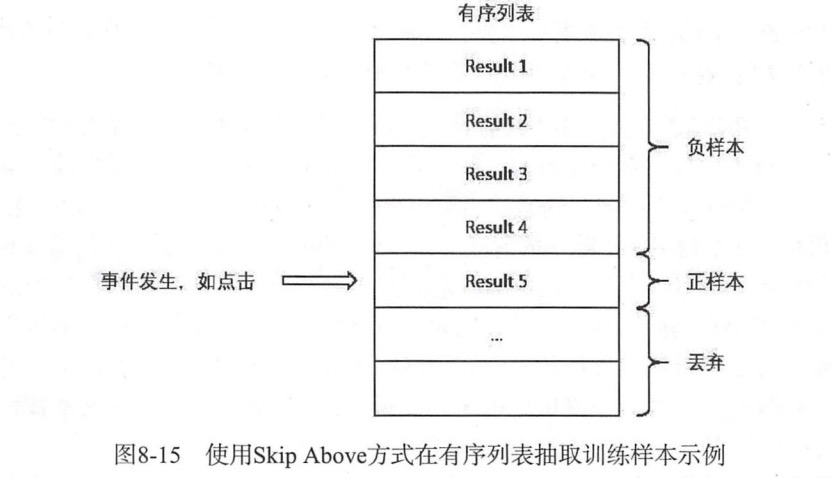 有序列表
Result 1
Result 2
Result 3
Result 4
Result 5
...
负样本
事件发生，如点击
正样本
丢弃
图8-15 使用Skip Above方式在有序列表抽取训练样本示例